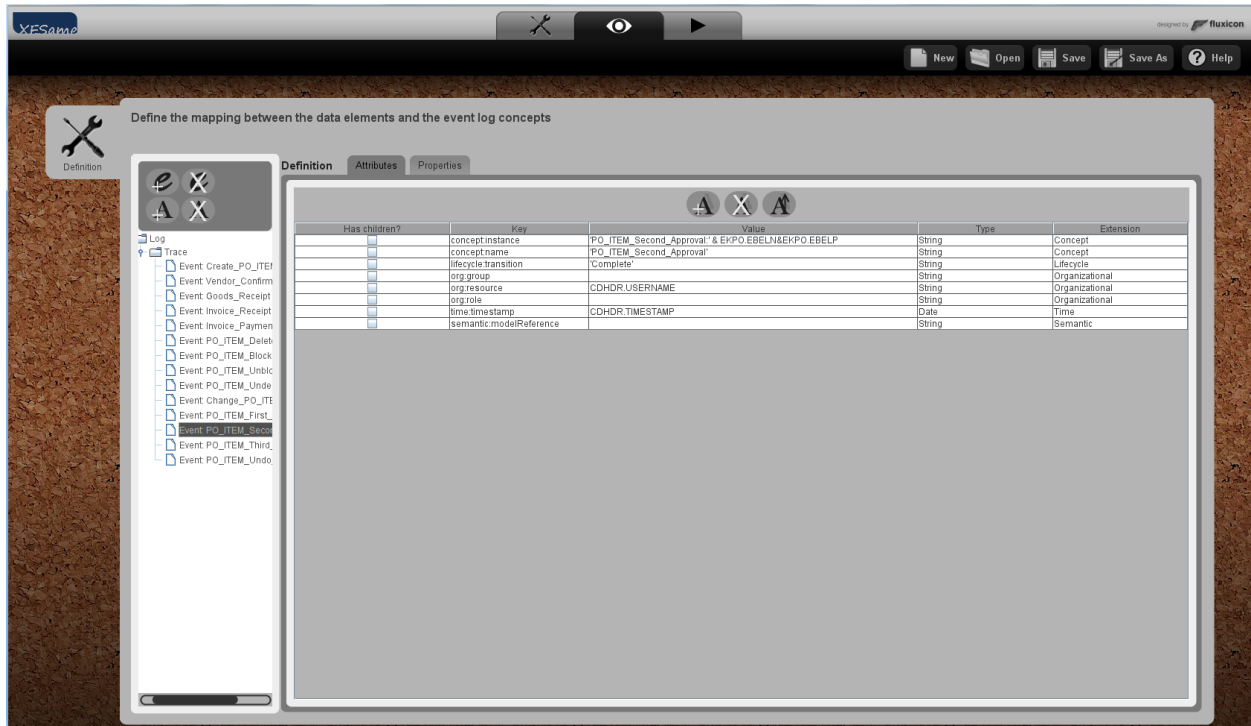 XESame
designed by fluxicon
New Open Save Save As Help
Define the mapping between the data elements and the event log concepts
Definition
Definition Attributes Properties
Has children? Key Value Type Extension
concept:instance 'PO_ITEM_Second_Approval:' & EKPO.EBELN&EKPO.EBELP String Concept
concept:name 'PO_ITEM_Second_Approval' String Concept
lifecycle:transition 'Complete' String Lifecycle
org:group String Organizational
org:resource CDHDR.USERNAME String Organizational
org:role String Organizational
time:timestamp CDHDR.TIMESTAMP Date Time
semantic:modelReference String Semantic
Log
Trace
Event: Create_PO_ITEM
Event: Vendor_Confirm
Event: Goods_Receipt
Event: Invoice_Receipt
Event: Invoice_Paymen
Event: PO_ITEM_Delet
Event: PO_ITEM_Block
Event: PO_ITEM_Unblo
Event: PO_ITEM_Unde
Event: Change_PO_ITE
Event: PO_ITEM_First_
Event: PO_ITEM_Secon
Event: PO_ITEM_Third_
Event: PO_ITEM_Undo_